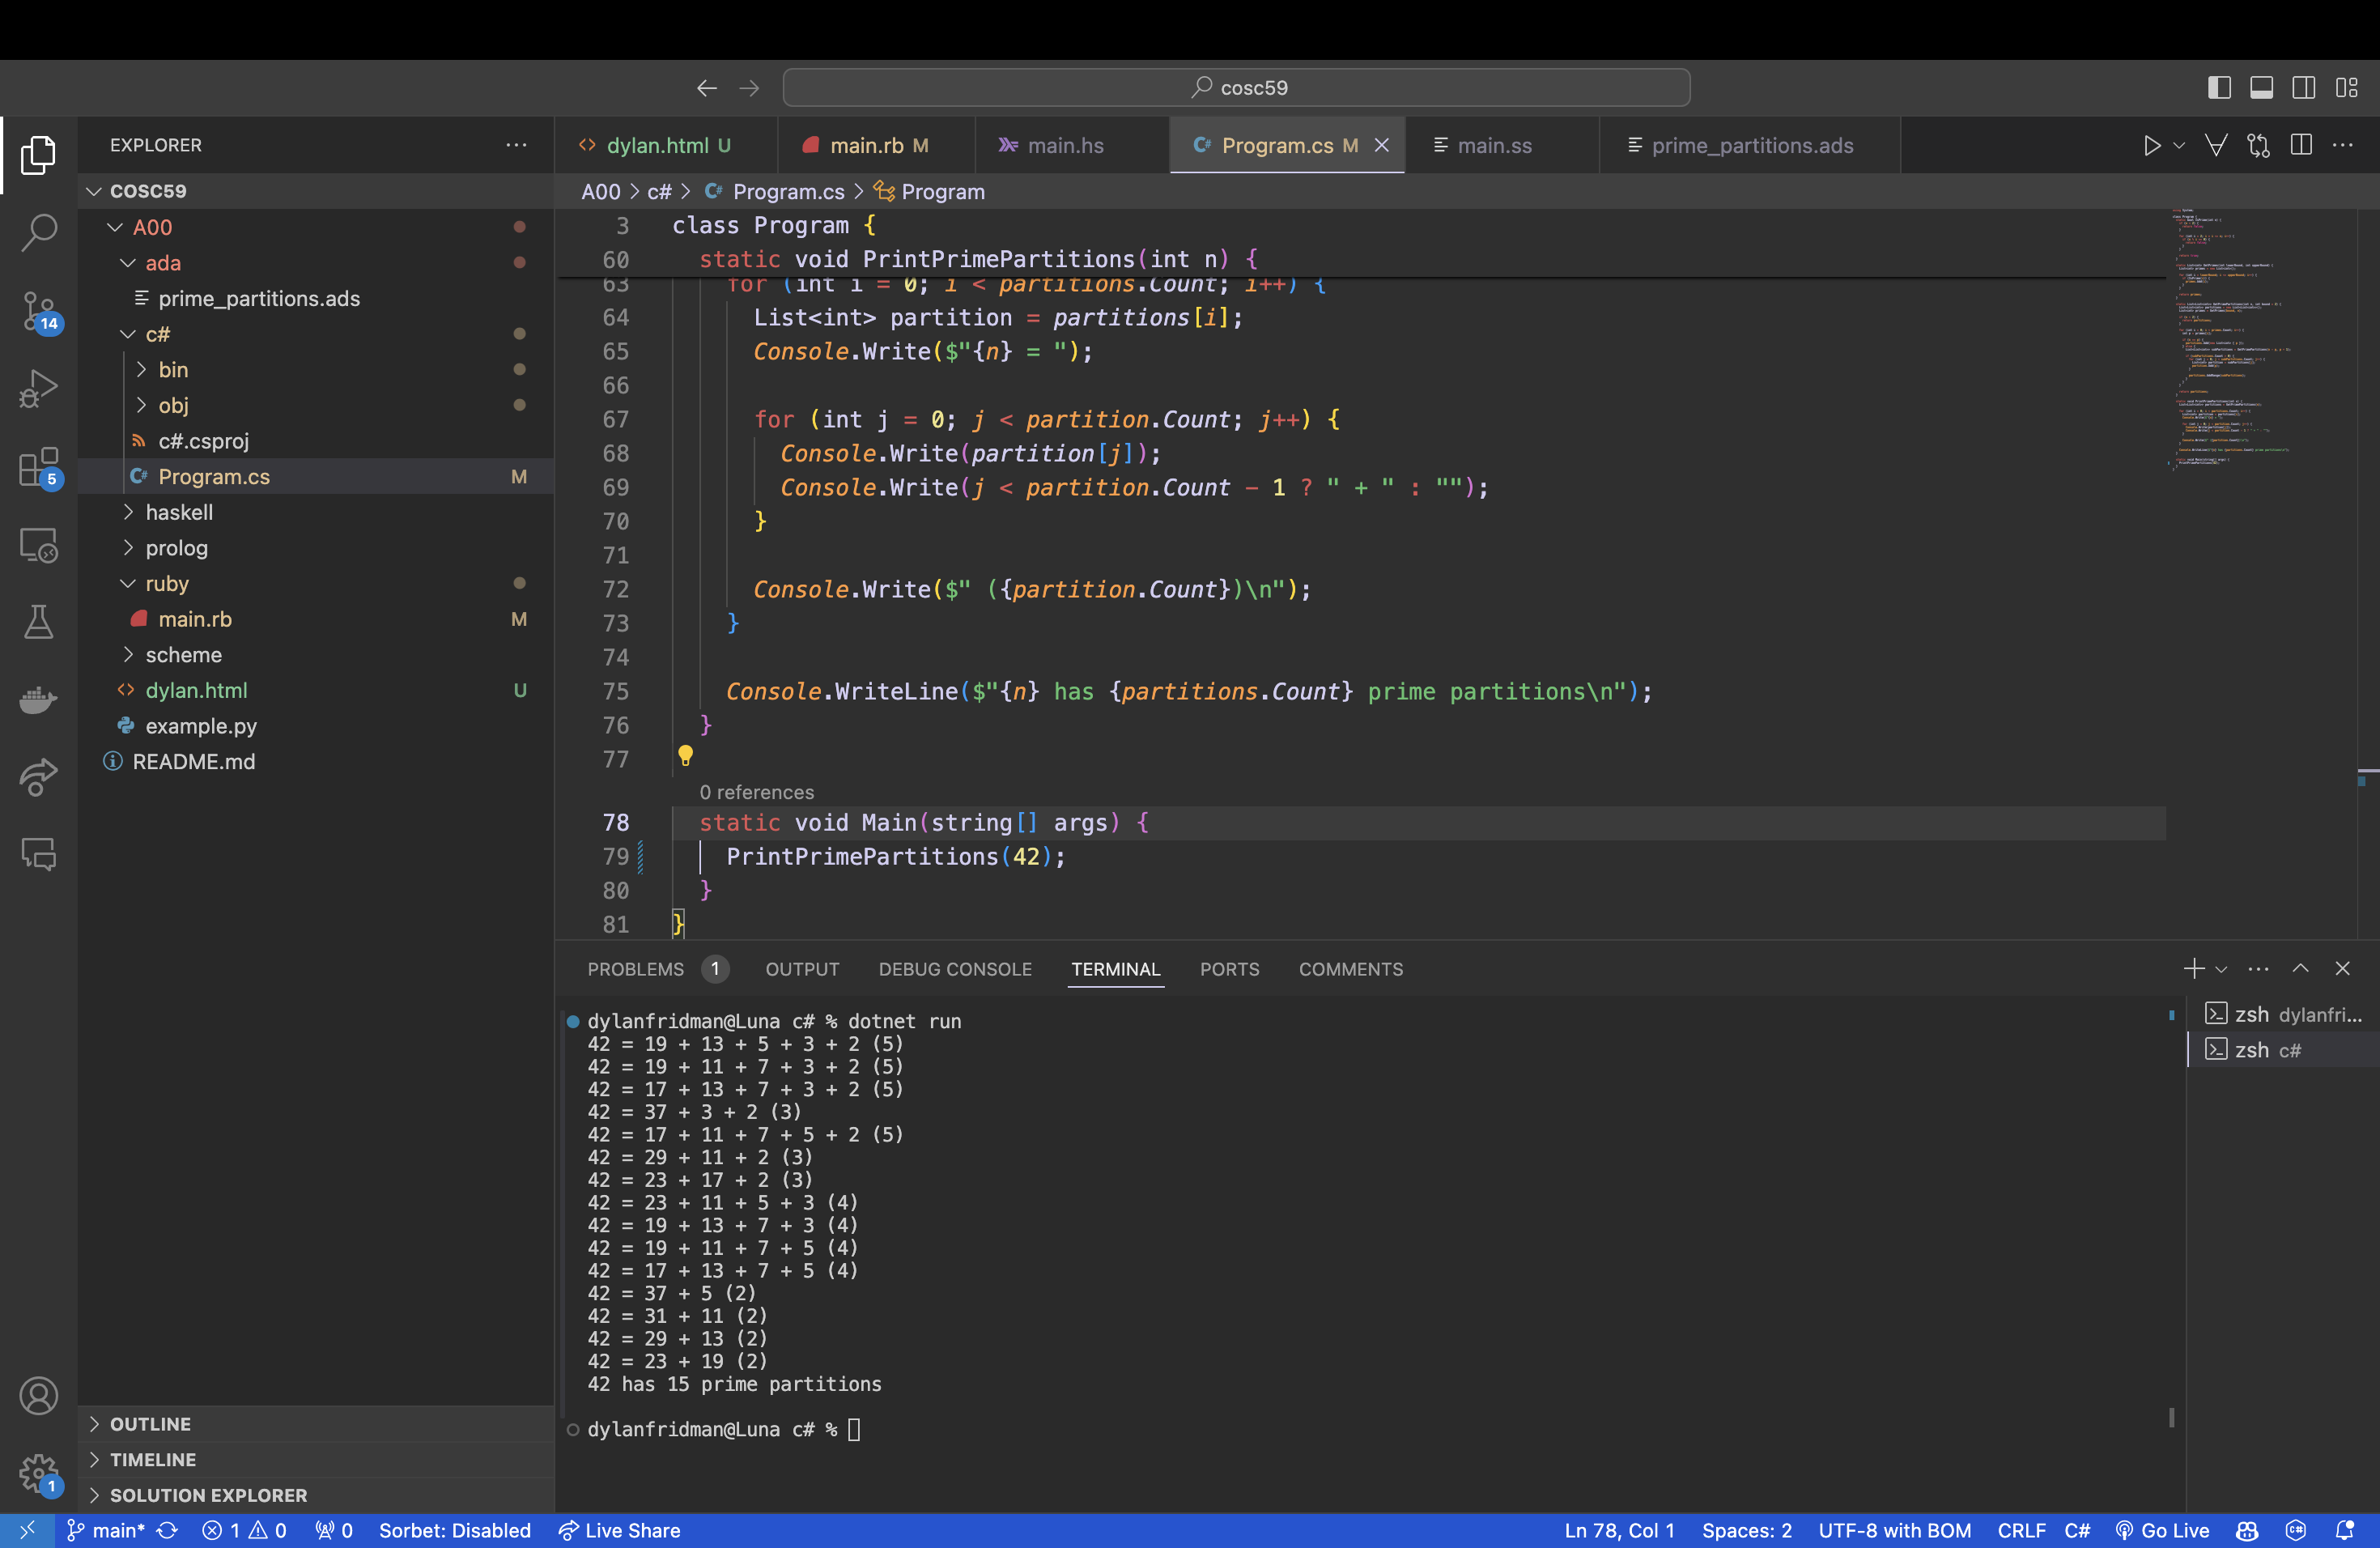 cosc59
EXPLORER
COSC59
A00
ada
prime_partitions.ads
c#
bin
obj
c#.csproj
Program.cs M
haskell
prolog
ruby
main.rb M
scheme
dylan.html U
example.py
README.md
OUTLINE
TIMELINE
SOLUTION EXPLORER
14
5
1
dylan.html U main.rb M main.hs Program.cs M main.ss prime_partitions.ads
A00 > c# > Program.cs > Program
3 class Program {
60 static void PrintPrimePartitions(int n) {
63 for (int i = 0; i < partitions.Count; i++) {
64 List<int> partition = partitions[i];
65 Console.Write($"{n} = ");
66
67 for (int j = 0; j < partition.Count; j++) {
68 Console.Write(partition[j]);
69 Console.Write(j < partition.Count - 1 ? " + " : "");
70 }
71
72 Console.Write($" ({partition.Count})\n");
73 }
74
75 Console.WriteLine($"{n} has {partitions.Count} prime partitions\n");
76 }
77
0 references
78 static void Main(string[] args) {
79 PrintPrimePartitions(42);
80 }
81 }
PROBLEMS 1 OUTPUT DEBUG CONSOLE TERMINAL PORTS COMMENTS
dylanfridman@Luna c# % dotnet run
42 = 19 + 13 + 5 + 3 + 2 (5)
42 = 19 + 11 + 7 + 3 + 2 (5)
42 = 17 + 13 + 7 + 3 + 2 (5)
42 = 37 + 3 + 2 (3)
42 = 17 + 11 + 7 + 5 + 2 (5)
42 = 29 + 11 + 2 (3)
42 = 23 + 17 + 2 (3)
42 = 23 + 11 + 5 + 3 (4)
42 = 19 + 13 + 7 + 3 (4)
42 = 19 + 11 + 7 + 5 (4)
42 = 17 + 13 + 7 + 5 (4)
42 = 37 + 5 (2)
42 = 31 + 11 (2)
42 = 29 + 13 (2)
42 = 23 + 19 (2)
42 has 15 prime partitions
dylanfridman@Luna c# %
zsh dylanfri...
zsh c#
main* 1 0 0 Sorbet: Disabled Live Share Ln 78, Col 1 Spaces: 2 UTF-8 with BOM CRLF C# Go Live